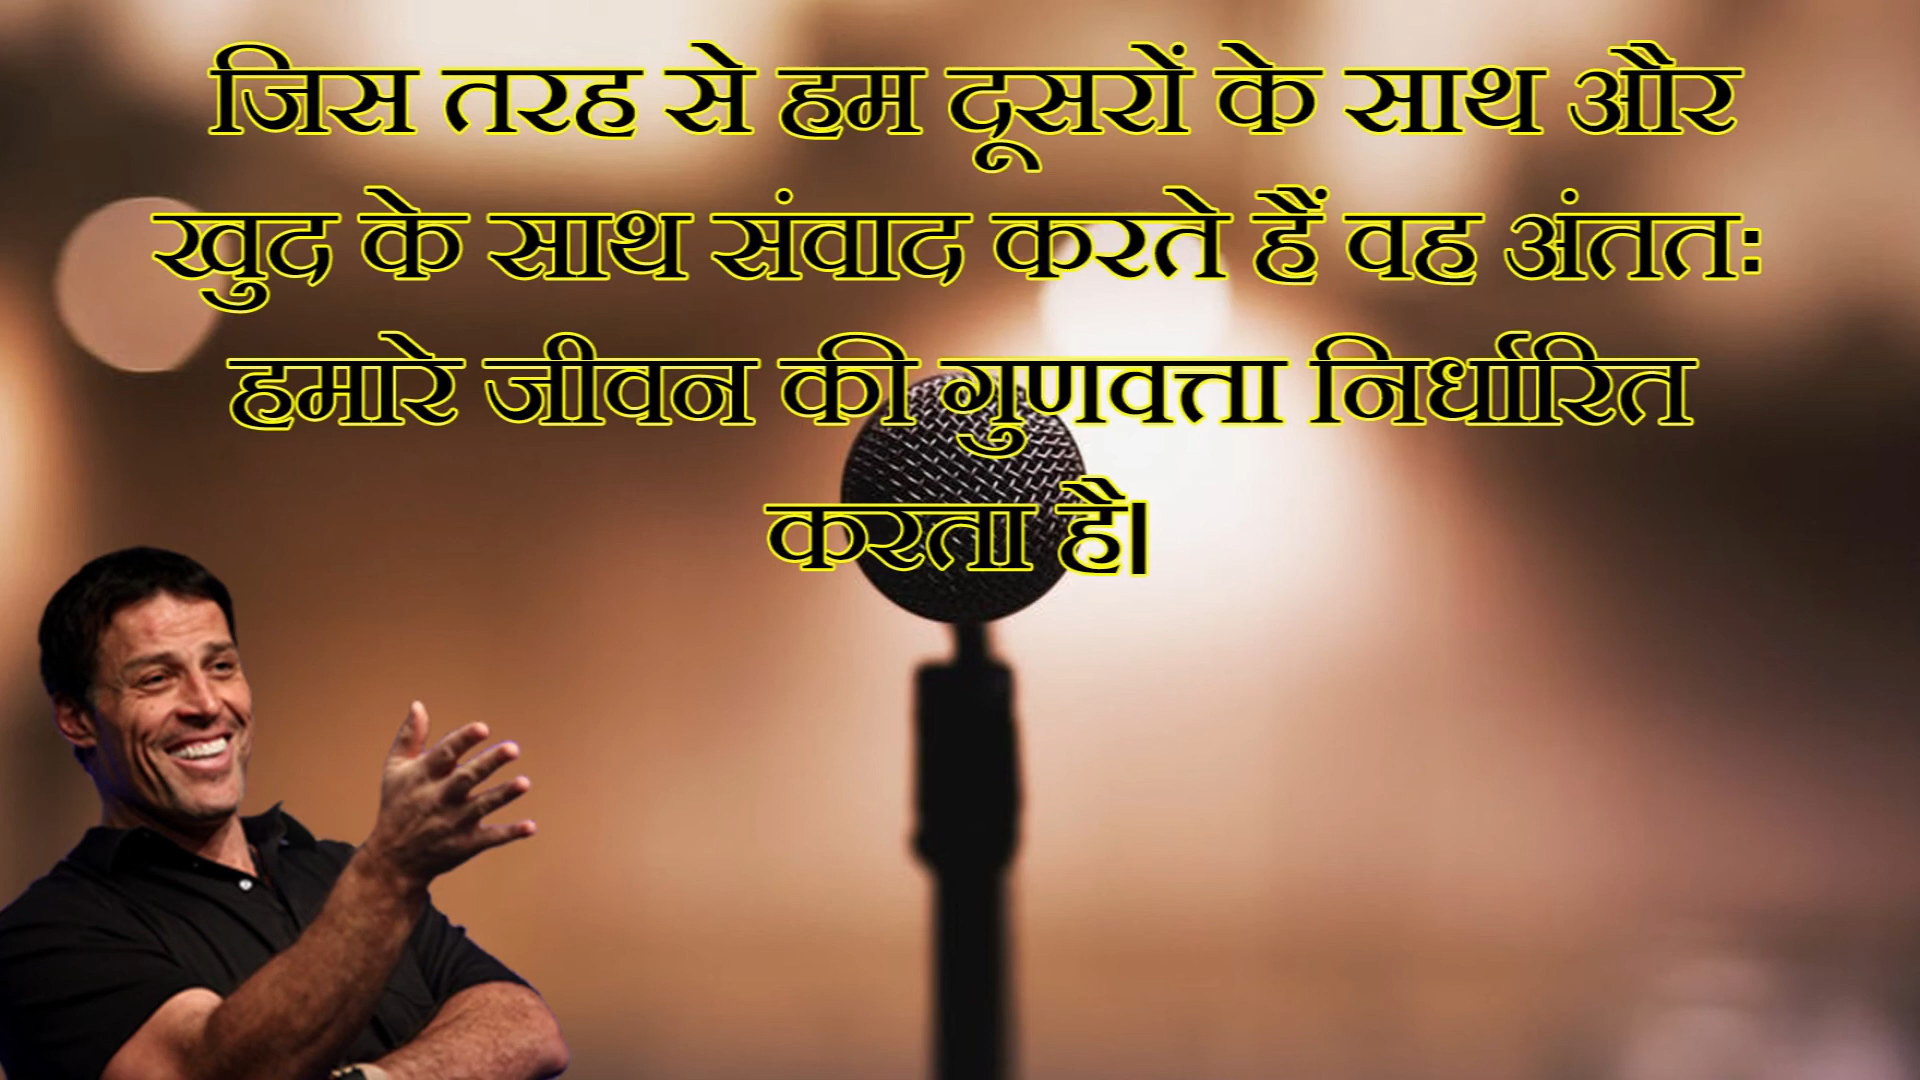 जिस तरह से हम दूसरों के साथ और
खुद के साथ संवाद करते हैं वह अंततः
हमारे जीवन की गुणवत्ता निर्धारित
करता है।